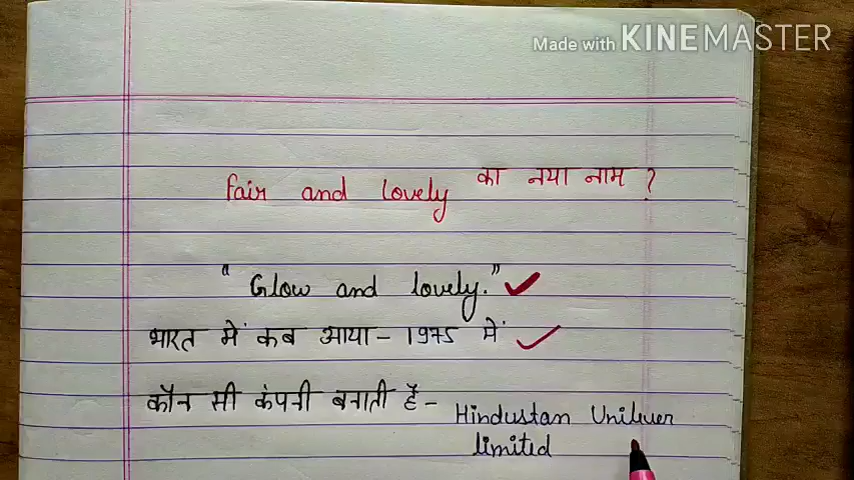 Made with KINEMASTER
Fair and lovely का नया नाम ?
"Glow and lovely."
भारत में कब आया - 1975 में
कौन सी कंपनी बनाती है - Hindustan Unilever
limited